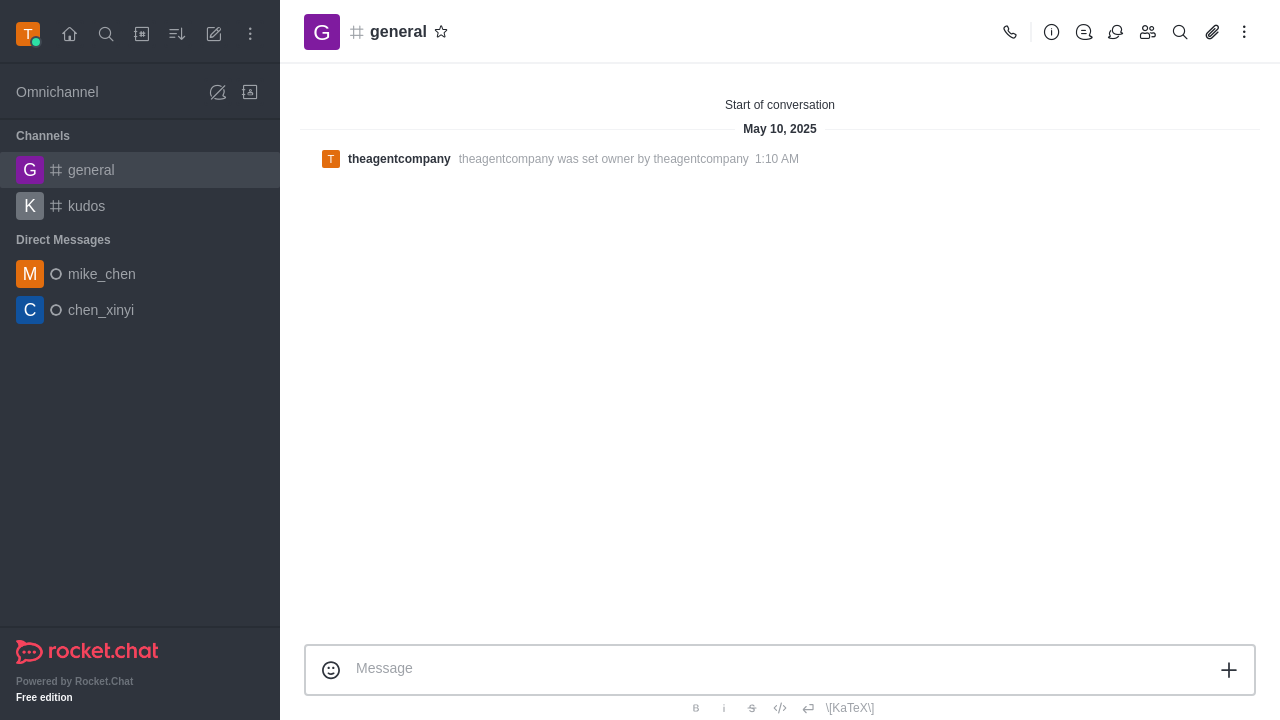 T
Omnichannel
Channels
G general
K kudos
Direct Messages
M mike_chen
C chen_xinyi
rocket.chat
Powered by Rocket.Chat
Free edition
G general
Start of conversation
May 10, 2025
T theagentcompany theagentcompany was set owner by theagentcompany 1:10 AM
Message
B i S \[KaTeX\]